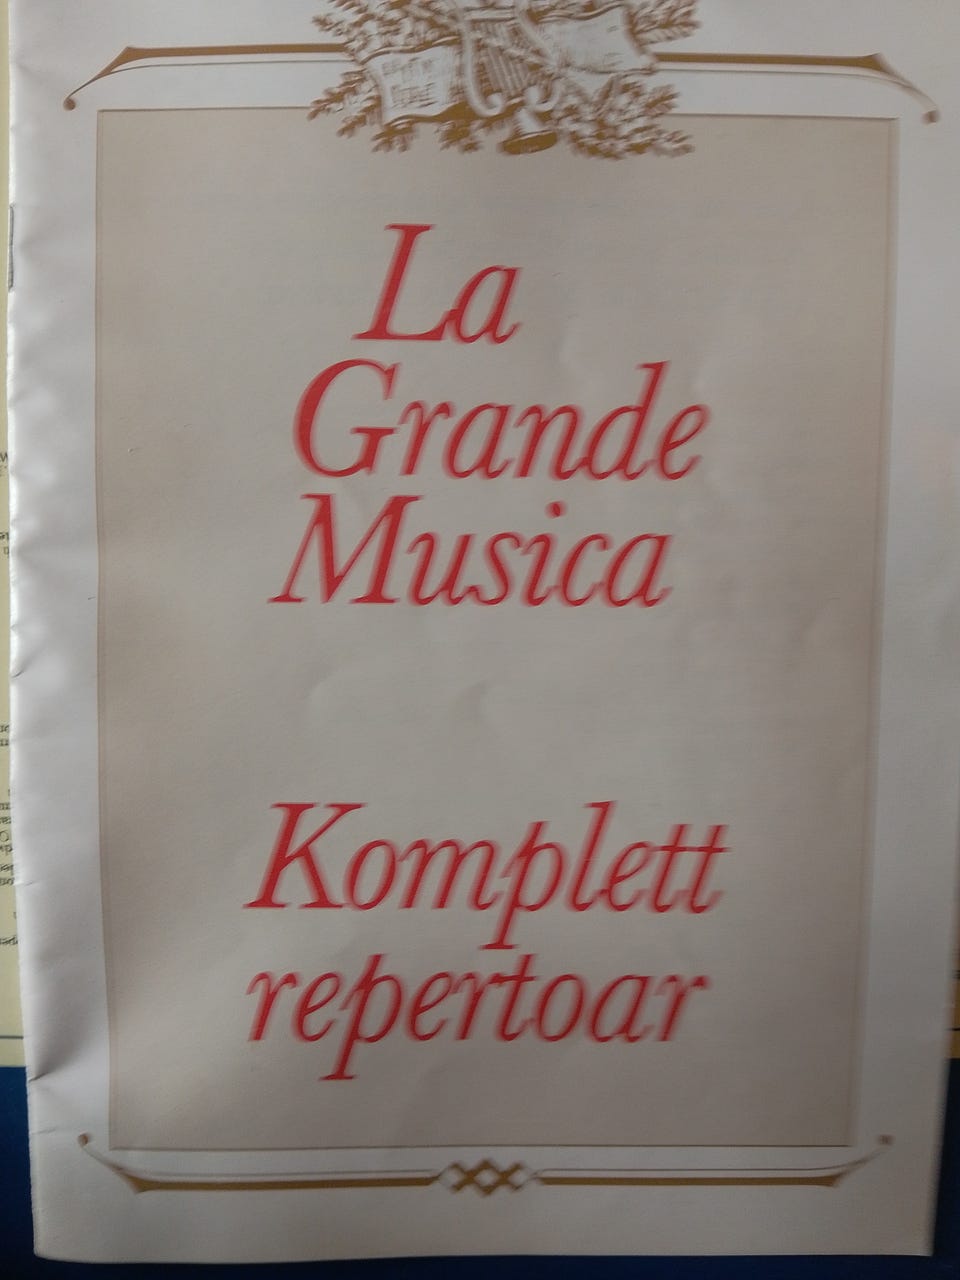 La
Grande
Musica
Komplett
repertoar